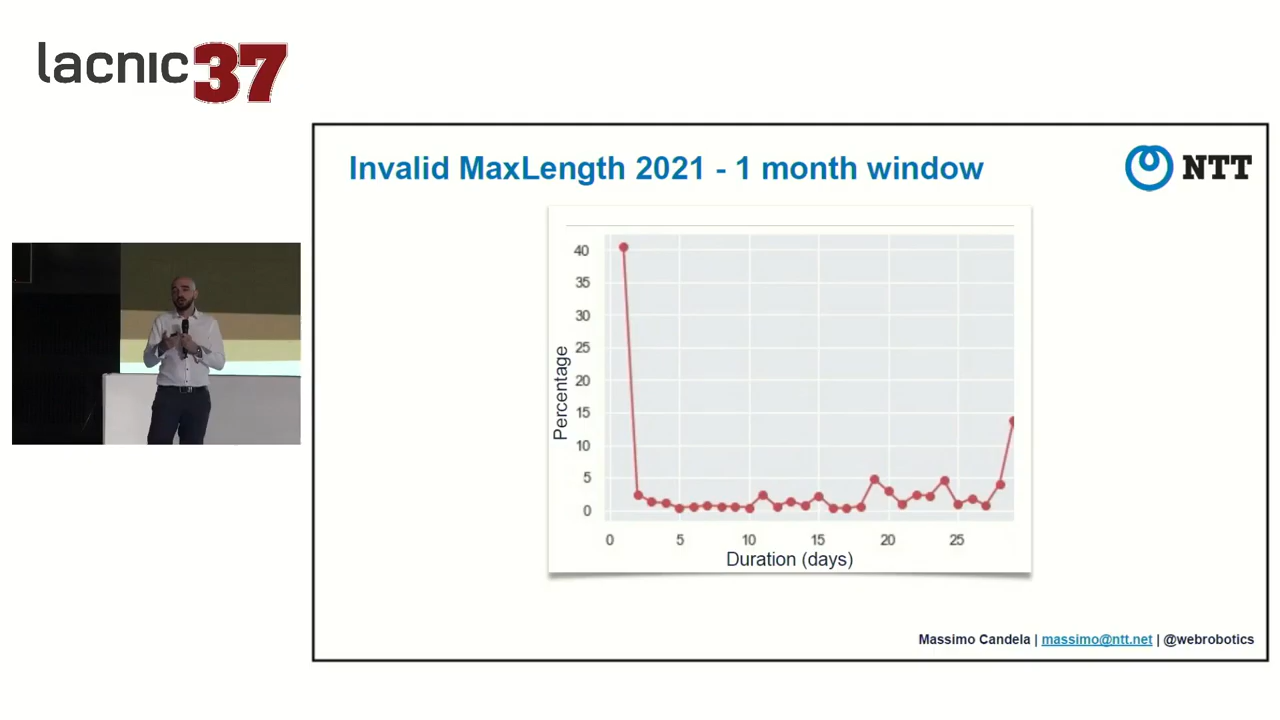 lacnic37
Invalid MaxLength 2021 - 1 month window
NTT
40
35
30
25
20
15
10
5
0
Percentage
0 5 10 15 20 25
Duration (days)
Massimo Candela | massimo@ntt.net | @webrobotics